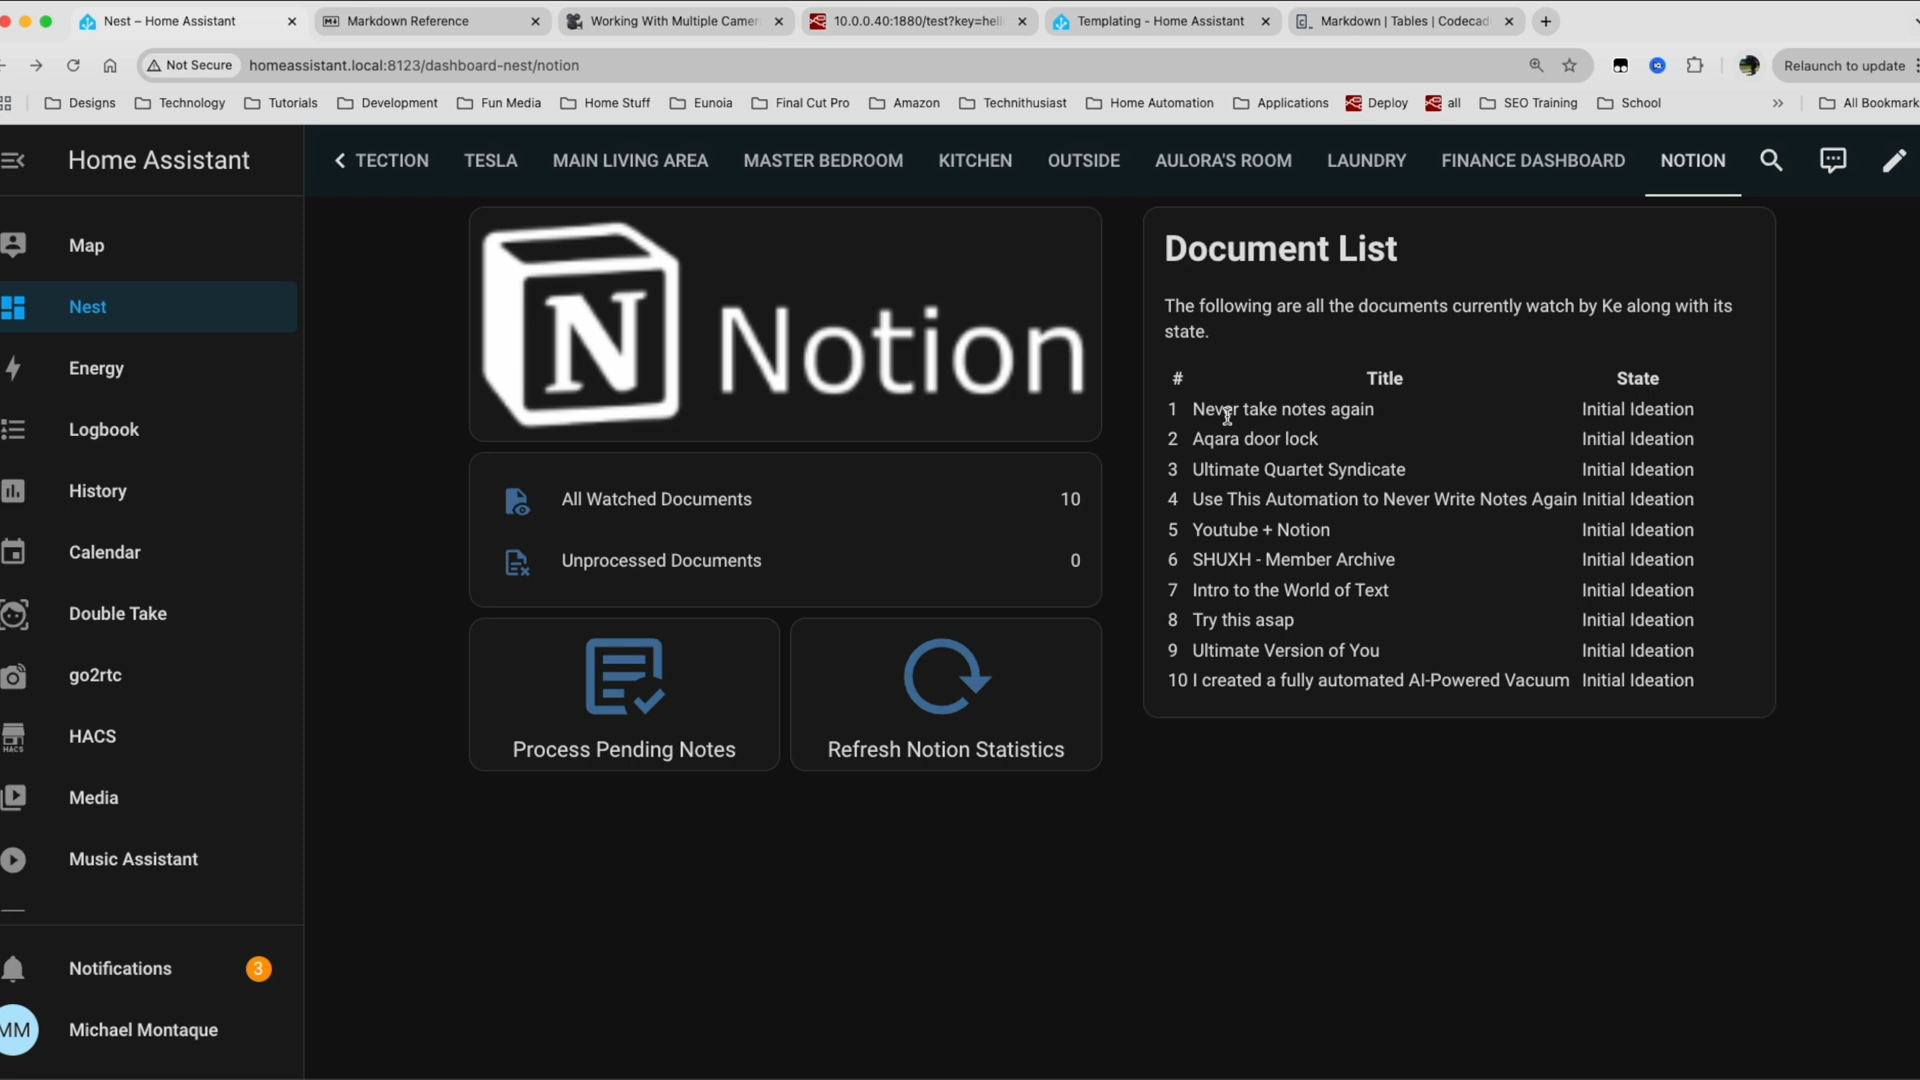 Nest – Home Assistant
Markdown Reference
Working With Multiple Camer
10.0.0.40:1880/test?key=hell
Templating - Home Assistant
Markdown | Tables | Codecad
Not Secure
homeassistant.local:8123/dashboard-nest/notion
Relaunch to update
Designs
Technology
Tutorials
Development
Fun Media
Home Stuff
Eunoia
Final Cut Pro
Amazon
Technithusiast
Home Automation
Applications
Deploy
all
SEO Training
School
All Bookmark
Home Assistant
TECTION
TESLA
MAIN LIVING AREA
MASTER BEDROOM
KITCHEN
OUTSIDE
AULORA'S ROOM
LAUNDRY
FINANCE DASHBOARD
NOTION
Map
Nest
Energy
Logbook
History
Calendar
Double Take
go2rtc
HACS
HACS
Media
Music Assistant
Notifications
3
MM
Michael Montaque
N Notion
All Watched Documents 10
Unprocessed Documents 0
Process Pending Notes
Refresh Notion Statistics
Document List
The following are all the documents currently watch by Ke along with its
state.
# Title State
1 Never take notes again Initial Ideation
2 Aqara door lock Initial Ideation
3 Ultimate Quartet Syndicate Initial Ideation
4 Use This Automation to Never Write Notes Again Initial Ideation
5 Youtube + Notion Initial Ideation
6 SHUXH - Member Archive Initial Ideation
7 Intro to the World of Text Initial Ideation
8 Try this asap Initial Ideation
9 Ultimate Version of You Initial Ideation
10 I created a fully automated AI-Powered Vacuum Initial Ideation